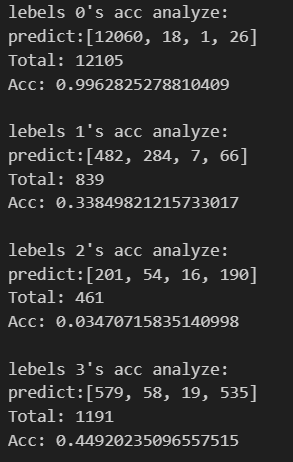 lebels 0's acc analyze:
predict:[12060, 18, 1, 26]
Total: 12105
Acc: 0.9962825278810409
lebels 1's acc analyze:
predict:[482, 284, 7, 66]
Total: 839
Acc: 0.33849821215733017
lebels 2's acc analyze:
predict:[201, 54, 16, 190]
Total: 461
Acc: 0.03470715835140998
lebels 3's acc analyze:
predict:[579, 58, 19, 535]
Total: 1191
Acc: 0.44920235096557515